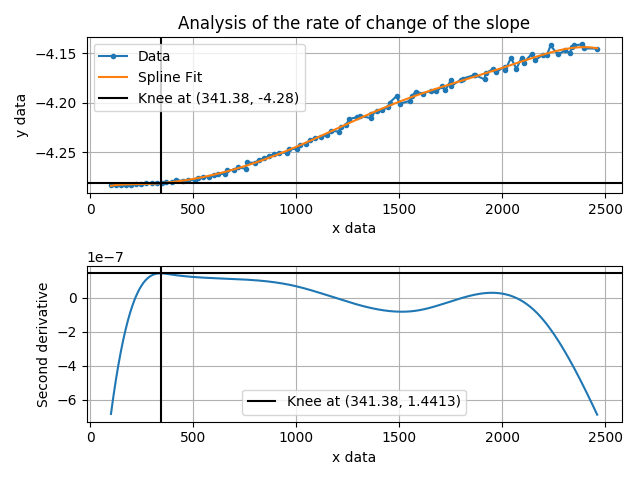 Analysis of the rate of change of the slope
Data
Spline Fit
Knee at (341.38, -4.28)
y data
−4.15
−4.20
−4.25
0 500 1000 1500 2000 2500
x data
1e−7
Second derivative
0
−2
−4
−6
Knee at (341.38, 1.4413)
0 500 1000 1500 2000 2500
x data